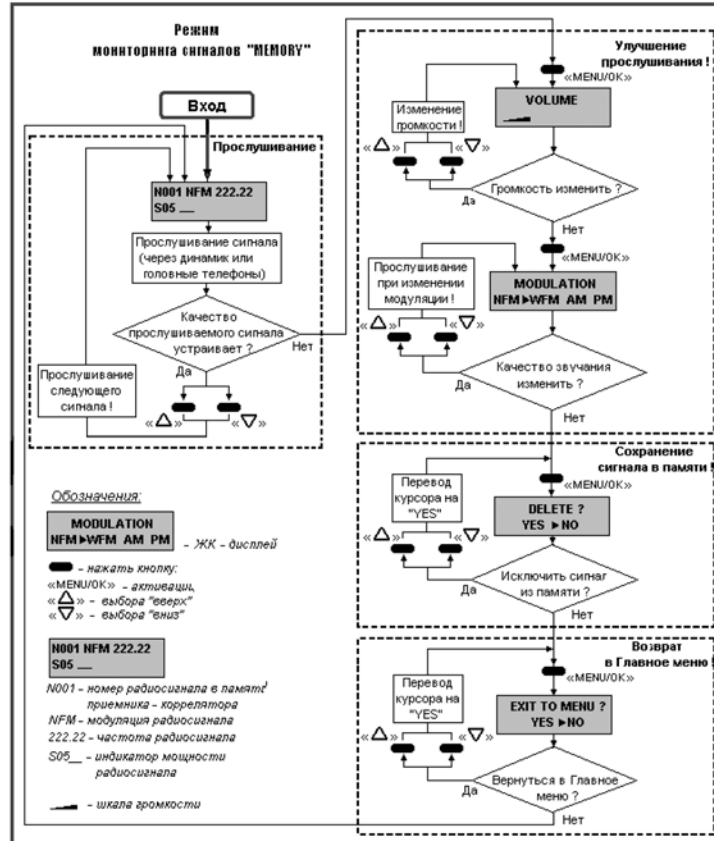 Режим
мониторинга сигналов "MEMORY"
Вход
Прослушивание
N001 NFM 222.22
S05 __
Прослушивание сигнала
(через динамик или
головные телефоны)
Качество
прослушиваемого сигнала
устраивает ?
Нет
Да
Прослушивание
следующего
сигнала !
«△»
«▽»
Обозначения:
MODULATION
NFM►WFM AM PM
- ЖК - дисплей
- нажать кнопку:
«MENU/OK» - активаци,
«△» - выбора "вверх"
«▽» - выбора "вниз"
N001 NFM 222.22
S05 __
N001 - номер радиосигнала в памяти
приемника - коррелятора
NFM - модуляция радиосигнала
222.22 - частота радиосигнала
S05__ - индикатор мощности
радиосигнала
- шкала громкости
Улучшение
прослушивания !
«MENU/OK»
VOLUME
Изменение
громкости !
«△»
«▽»
Громкость изменить ?
Да
Нет
«MENU/OK»
MODULATION
NFM►WFM AM PM
Прослушивание
при изменении
модуляции !
«△»
«▽»
Качество звучания
изменить ?
Да
Нет
Сохранение
сигнала в памяти !
«MENU/OK»
DELETE ?
YES ►NO
Перевод
курсора на
"YES"
«△»
«▽»
Исключить сигнал
из памяти ?
Да
Нет
Возврат
в Главное меню !
«MENU/OK»
EXIT TO MENU ?
YES ►NO
Перевод
курсора на
"YES"
«△»
«▽»
Вернуться в Главное
меню ?
Да
Нет